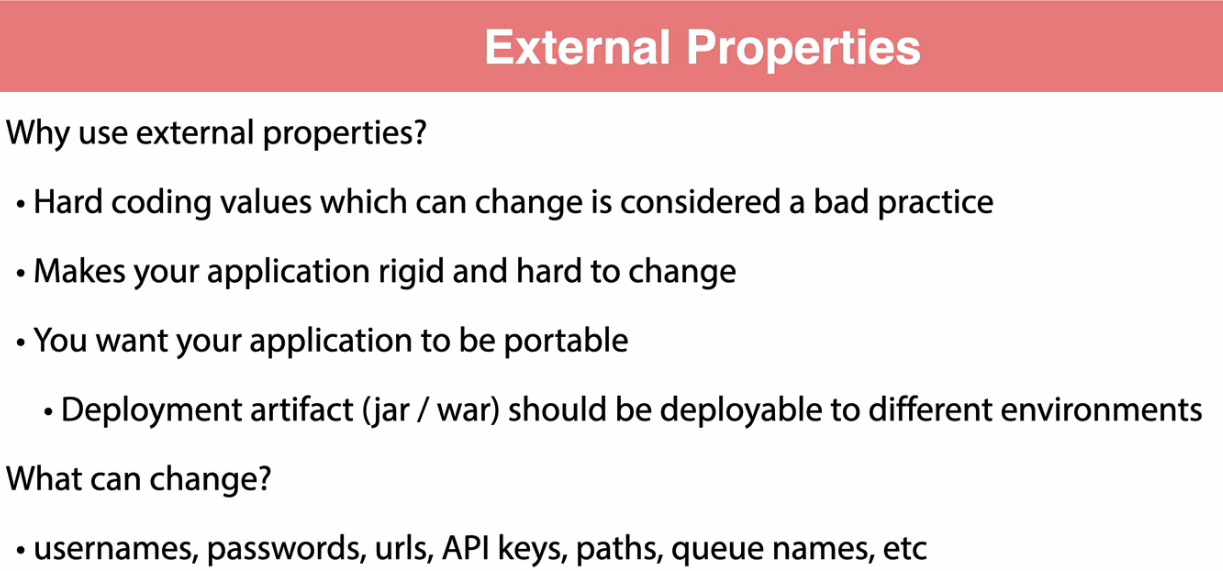 External Properties
Why use external properties?
• Hard coding values which can change is considered a bad practice
• Makes your application rigid and hard to change
• You want your application to be portable
• Deployment artifact (jar / war) should be deployable to different environments
What can change?
• usernames, passwords, urls, API keys, paths, queue names, etc